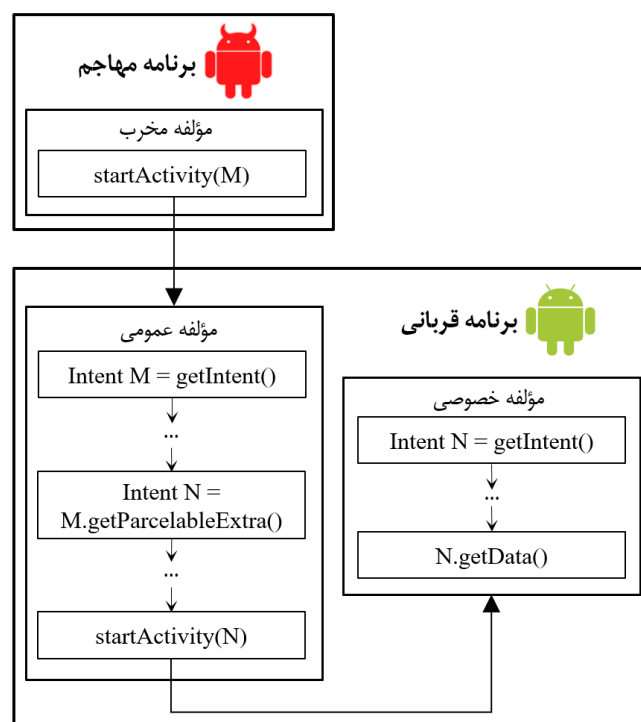 برنامه مهاجم
مؤلفه مخرب
startActivity(M)
برنامه قربانی
مؤلفه عمومی
Intent M = getIntent()
...
Intent N =
M.getParcelableExtra()
...
startActivity(N)
مؤلفه خصوصی
Intent N = getIntent()
...
N.getData()